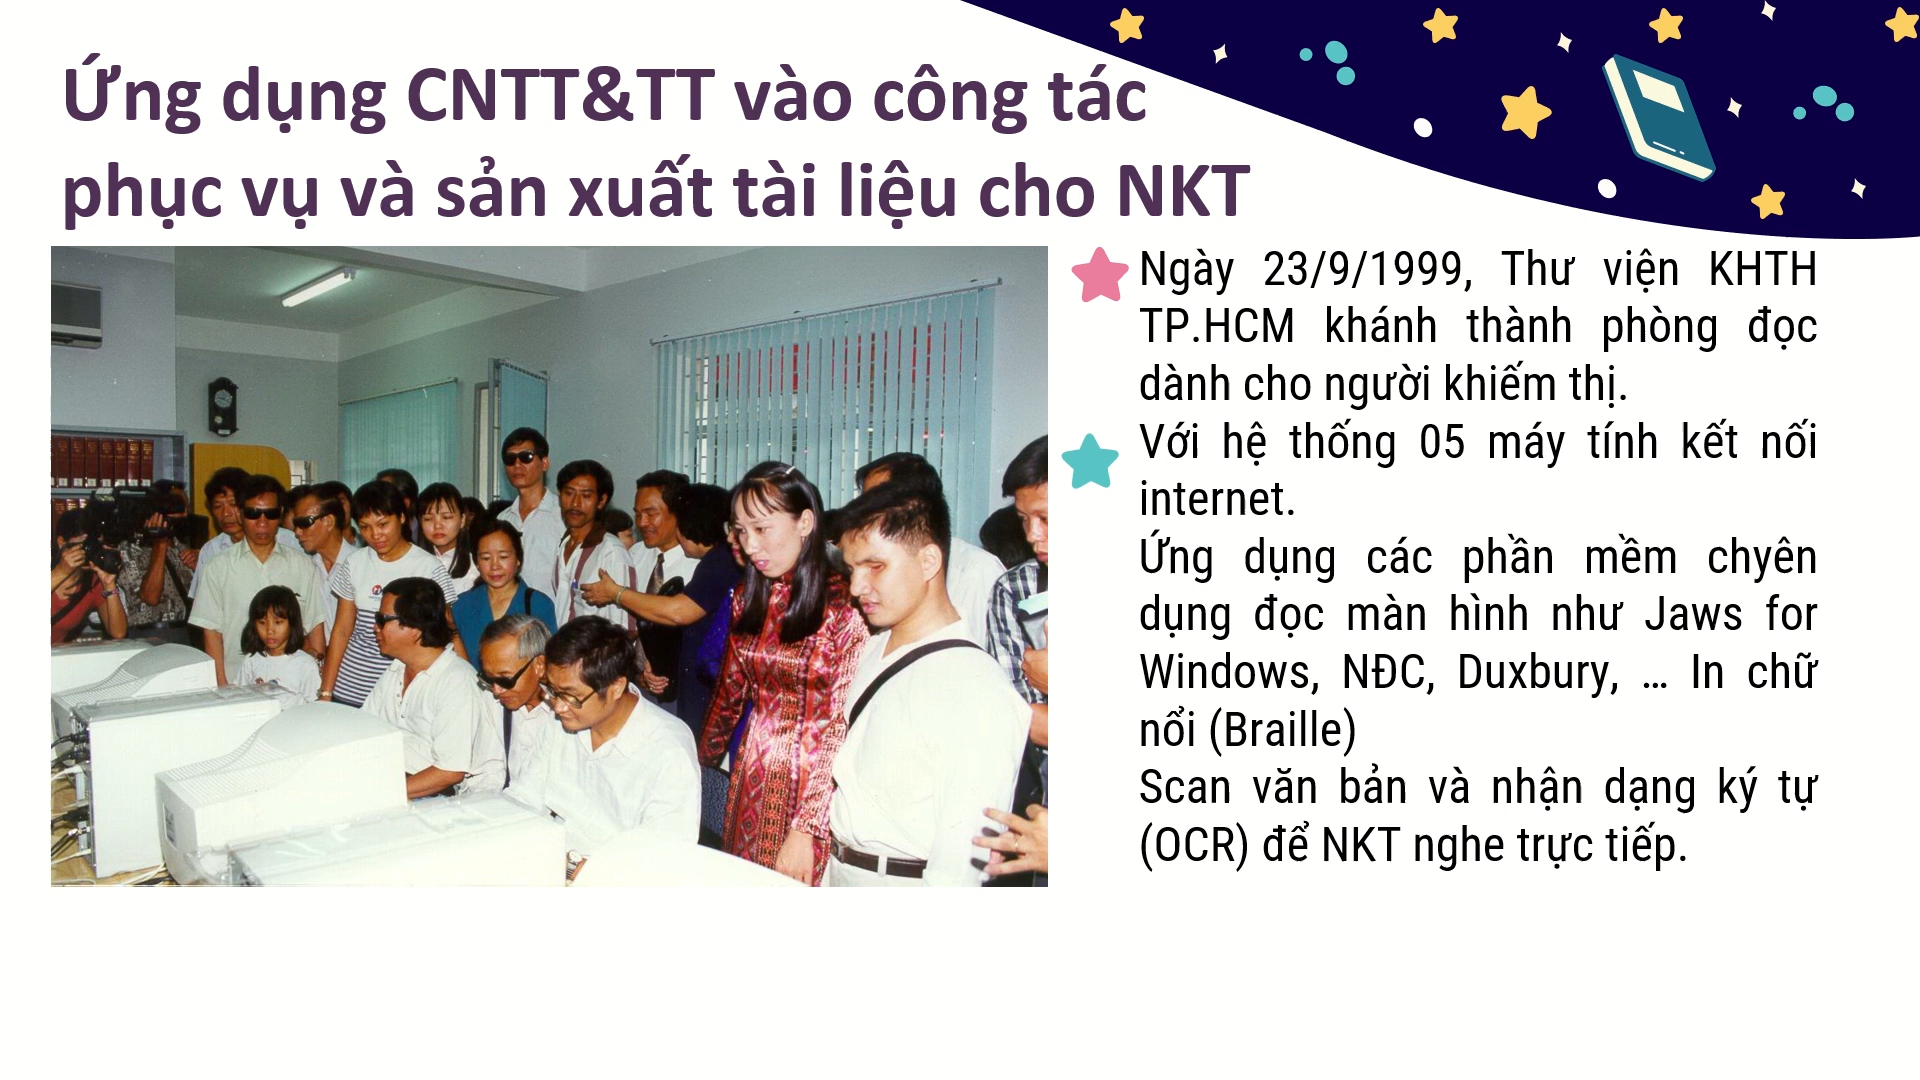 Ứng dụng CNTT&TT vào công tác
phục vụ và sản xuất tài liệu cho NKT
Ngày 23/9/1999, Thư viện KHTH
TP.HCM khánh thành phòng đọc
dành cho người khiếm thị.
Với hệ thống 05 máy tính kết nối
internet.
Ứng dụng các phần mềm chyên
dụng đọc màn hình như Jaws for
Windows, NĐC, Duxbury, … In chữ
nổi (Braille)
Scan văn bản và nhận dạng ký tự
(OCR) để NKT nghe trực tiếp.